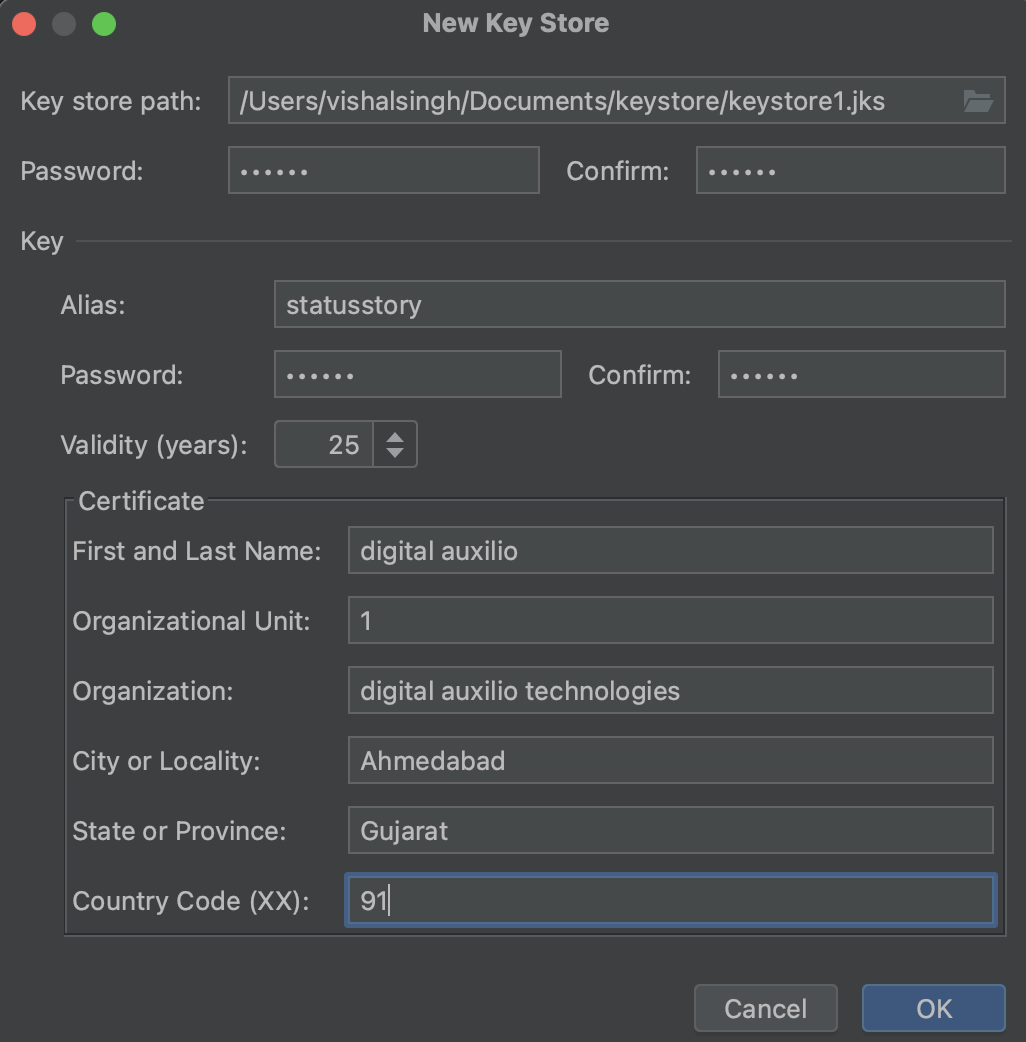 New Key Store
Key store path: /Users/vishalsingh/Documents/keystore/keystore1.jks
Password: •••••• Confirm: ••••••
Key
Alias: statusstory
Password: •••••• Confirm: ••••••
Validity (years): 25
Certificate
First and Last Name: digital auxilio
Organizational Unit: 1
Organization: digital auxilio technologies
City or Locality: Ahmedabad
State or Province: Gujarat
Country Code (XX): 91
Cancel OK